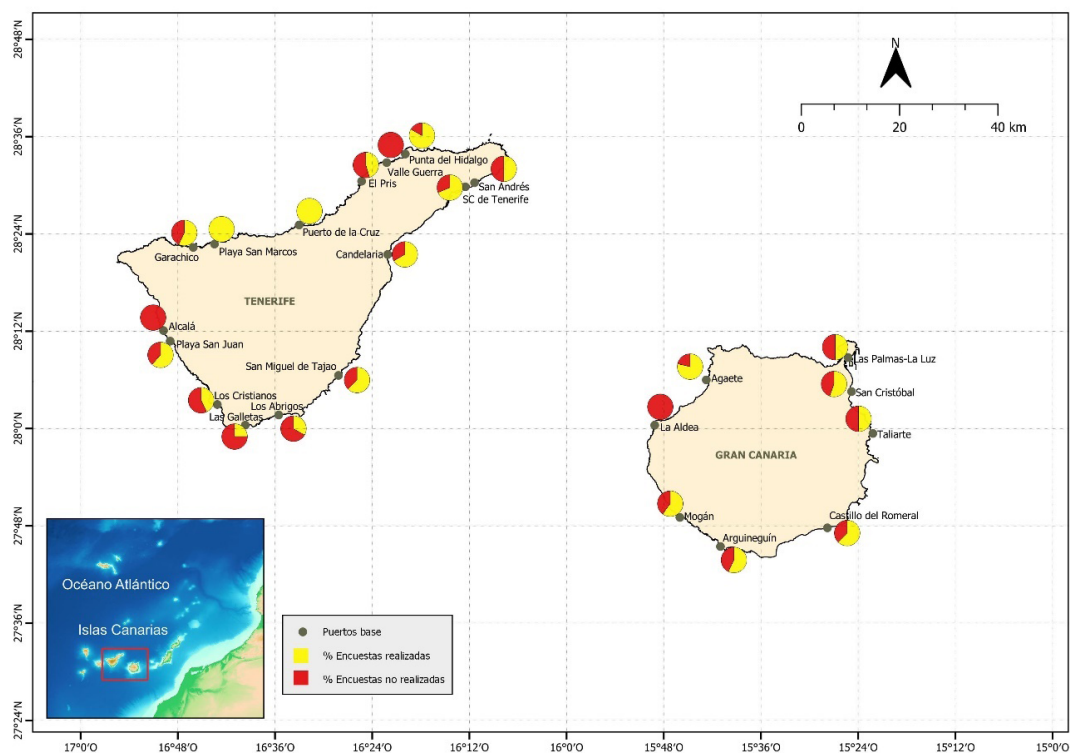 N
0 20 40 km
28°48'N
28°36'N
28°24'N
28°12'N
28°0'N
27°48'N
27°36'N
27°24'N
Punta del Hidalgo
Valle Guerra
El Pris
San Andrés
SC de Tenerife
Puerto de la Cruz
Playa San Marcos
Garachico
Candelaria
TENERIFE
Alcalá
Playa San Juan
San Miguel de Tajao
Los Cristianos
Los Abrigos
Las Galletas
Las Palmas-La Luz
Agaete
San Cristóbal
La Aldea
Taliarte
GRAN CANARIA
Mogán
Castillo del Romeral
Arguineguín
Océano Atlántico
Islas Canarias
Puertos base
% Encuestas realizadas
% Encuestas no realizadas
17°0'O 16°48'O 16°36'O 16°24'O 16°12'O 16°0'O 15°48'O 15°36'O 15°24'O 15°12'O 15°0'O